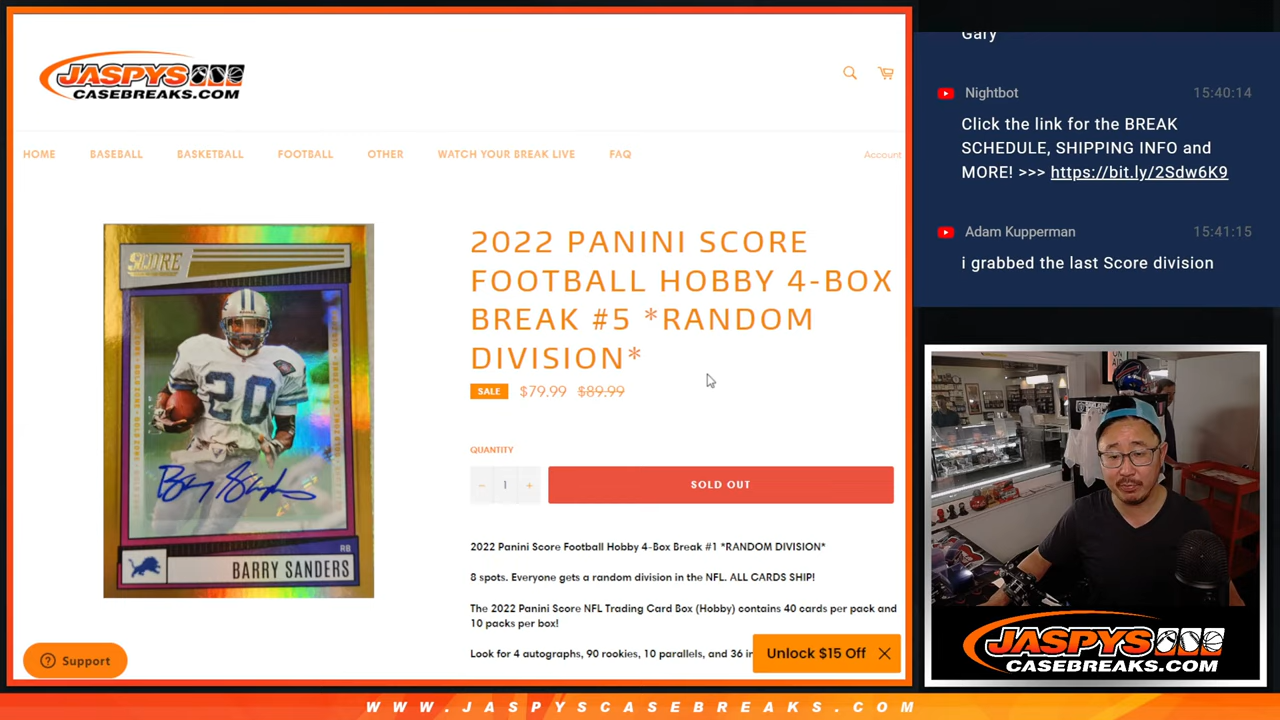 JASPYS
CASEBREAKS.COM
HOME
BASEBALL
BASKETBALL
FOOTBALL
OTHER
WATCH YOUR BREAK LIVE
FAQ
Account
SCORE
20
RB
BARRY SANDERS
2022 PANINI SCORE
FOOTBALL HOBBY 4-BOX
BREAK #5 *RANDOM
DIVISION*
SALE $79.99 $89.99
QUANTITY
− 1 +
SOLD OUT
2022 Panini Score Football Hobby 4-Box Break #1 *RANDOM DIVISION*
8 spots. Everyone gets a random division in the NFL. ALL CARDS SHIP!
The 2022 Panini Score NFL Trading Card Box (Hobby) contains 40 cards per pack and
10 packs per box!
Look for 4 autographs, 90 rookies, 10 parallels, and 36
Support
Unlock $15 Off
Gary
Nightbot 15:40:14
Click the link for the BREAK
SCHEDULE, SHIPPING INFO and
MORE! >>> https://bit.ly/2Sdw6K9
Adam Kupperman 15:41:15
i grabbed the last Score division
JASPYS
CASEBREAKS.COM
WWW.JASPYSCASEBREAKS.COM